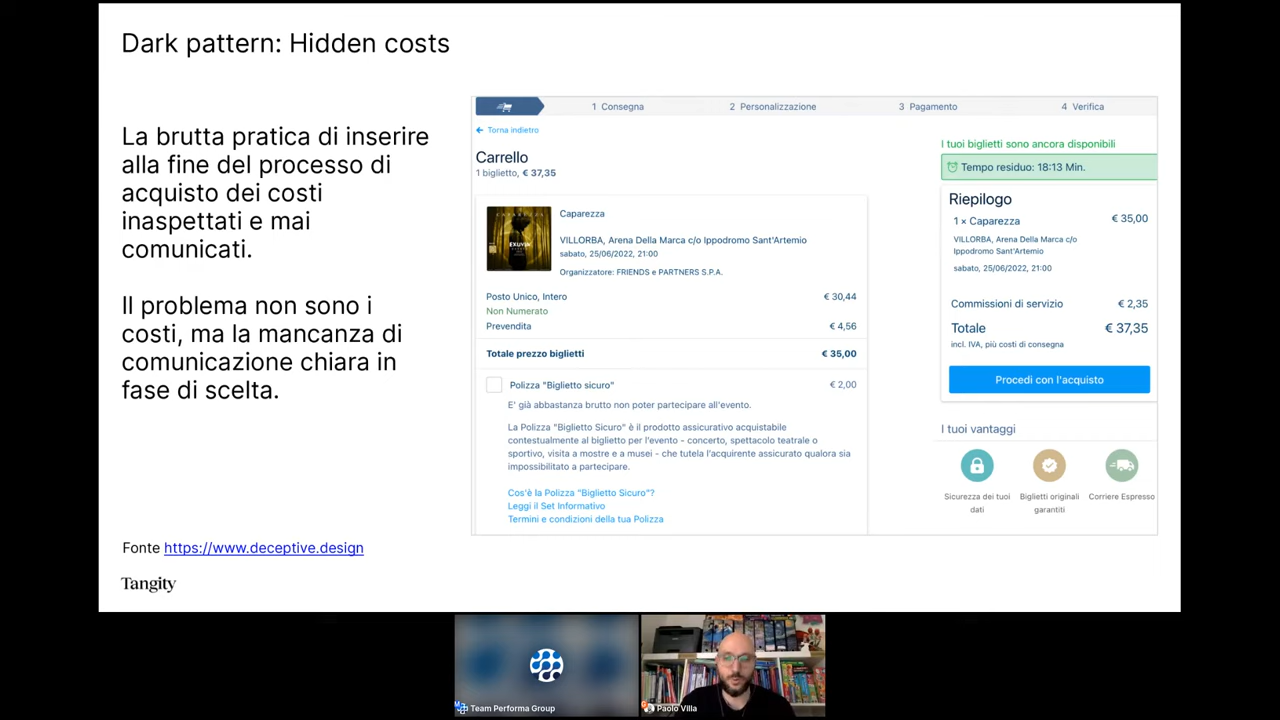 Dark pattern: Hidden costs
La brutta pratica di inserire
alla fine del processo di
acquisto dei costi
inaspettati e mai
comunicati.
Il problema non sono i
costi, ma la mancanza di
comunicazione chiara in
fase di scelta.
Fonte https://www.deceptive.design
Tangity
1 Consegna
2 Personalizzazione
3 Pagamento
4 Verifica
Torna indietro
Carrello
1 biglietto, € 37,35
CAPAREZZA
EXUVIA
Caparezza
VILLORBA, Arena Della Marca c/o Ippodromo Sant'Artemio
sabato, 25/06/2022, 21:00
Organizzatore: FRIENDS e PARTNERS S.P.A.
Posto Unico, Intero € 30,44
Non Numerato
Prevendita € 4,56
Totale prezzo biglietti € 35,00
Polizza "Biglietto sicuro" € 2,00
E' già abbastanza brutto non poter partecipare all'evento.
La Polizza "Biglietto Sicuro" è il prodotto assicurativo acquistabile
contestualmente al biglietto per l'evento - concerto, spettacolo teatrale o
sportivo, visita a mostre e a musei - che tutela l'acquirente assicurato qualora sia
impossibilitato a partecipare.
Cos'è la Polizza "Biglietto Sicuro"?
Leggi il Set Informativo
Termini e condizioni della tua Polizza
I tuoi biglietti sono ancora disponibili
Tempo residuo: 18:13 Min.
Riepilogo
1 × Caparezza € 35,00
VILLORBA, Arena Della Marca c/o
Ippodromo Sant'Artemio
sabato, 25/06/2022, 21:00
Commissioni di servizio € 2,35
Totale € 37,35
incl. IVA, più costi di consegna
Procedi con l'acquisto
I tuoi vantaggi
Sicurezza dei tuoi
dati
Biglietti originali
garantiti
Corriere Espresso
Team Performa Group
Paolo Villa